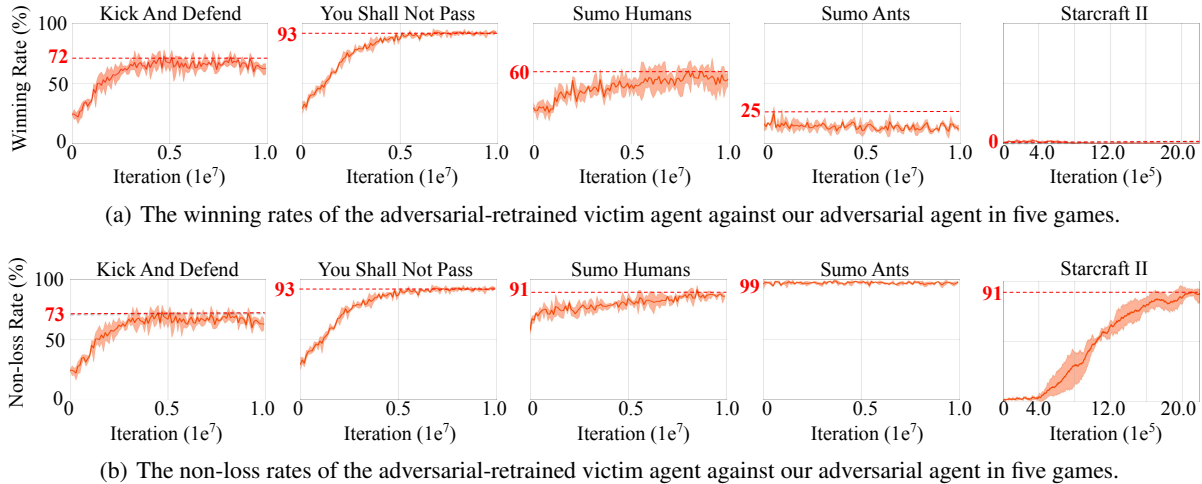 Kick And Defend You Shall Not Pass Sumo Humans Sumo Ants Starcraft II
Winning Rate (%)
100
50
0
72
93
60
25
0
0 0.5 1.0 0 0.5 1.0 0 0.5 1.0 0 0.5 1.0 0 4.0 12.0 20.0
Iteration (1e⁷) Iteration (1e⁷) Iteration (1e⁷) Iteration (1e⁷) Iteration (1e⁵)
(a) The winning rates of the adversarial-retrained victim agent against our adversarial agent in five games.
Kick And Defend You Shall Not Pass Sumo Humans Sumo Ants Starcraft II
Non-loss Rate (%)
100
50
0
73
93
91
99
91
0 0.5 1.0 0 0.5 1.0 0 0.5 1.0 0 0.5 1.0 0 4.0 12.0 20.0
Iteration (1e⁷) Iteration (1e⁷) Iteration (1e⁷) Iteration (1e⁷) Iteration (1e⁵)
(b) The non-loss rates of the adversarial-retrained victim agent against our adversarial agent in five games.